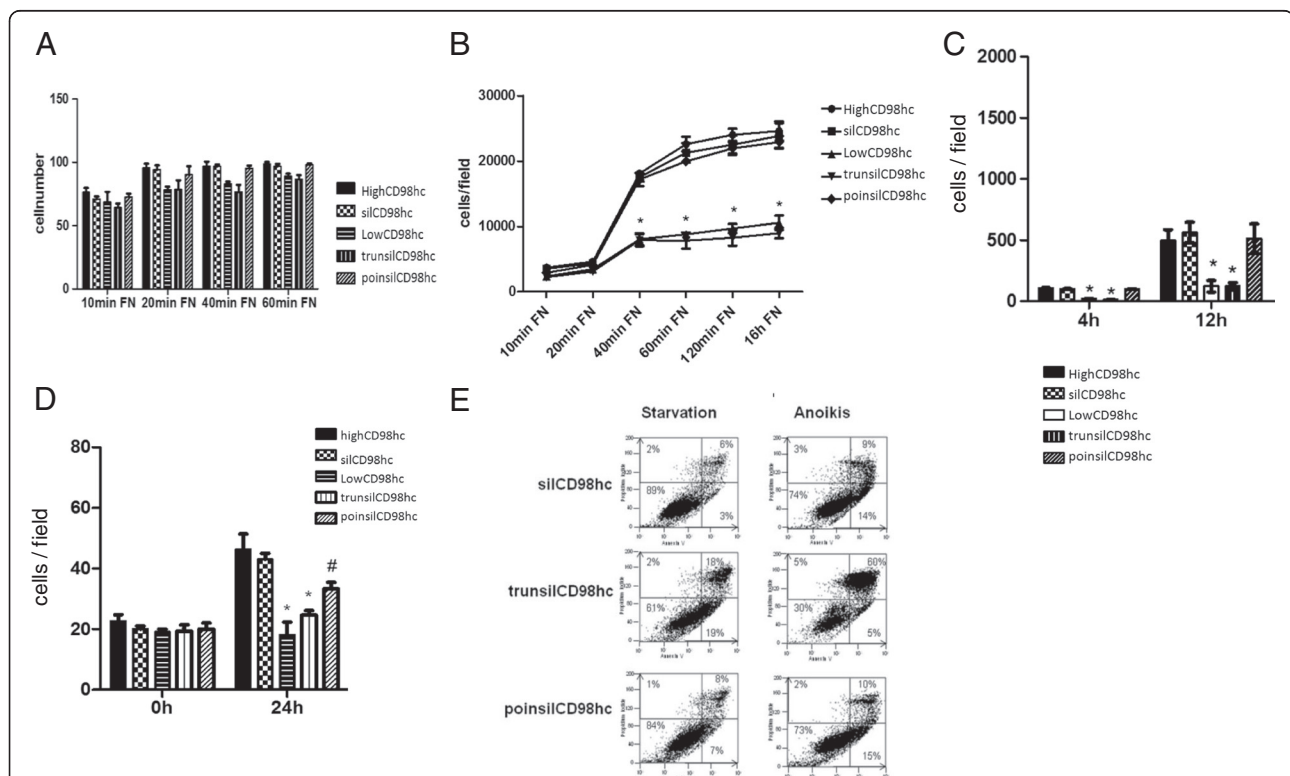 A
150
100
50
0
cellnumber
10min FN
20min FN
40min FN
60min FN
HighCD98hc
silCD98hc
LowCD98hc
trunsilCD98hc
poinsilCD98hc
B
30000
20000
10000
0
cells/field
* * * *
10min FN
20min FN
40min FN
60min FN
120min FN
16h FN
HighCD98hc
silCD98hc
LowCD98hc
trunsilCD98hc
poinsilCD98hc
C
2000
1500
1000
500
0
cells / field
* * * *
4h
12h
HighCD98hc
silCD98hc
LowCD98hc
trunsilCD98hc
poinsilCD98hc
D
80
60
40
20
0
cells / field
* * #
0h
24h
highCD98hc
silCD98hc
LowCD98hc
trunsilCD98hc
poinsilCD98hc
E
Starvation
Anoikis
silCD98hc
2% 6%
89% 3%
3% 9%
74% 14%
trunsilCD98hc
2% 18%
61% 19%
5% 60%
30% 5%
poinsilCD98hc
1% 8%
84% 7%
2% 10%
73% 15%
Annexin V